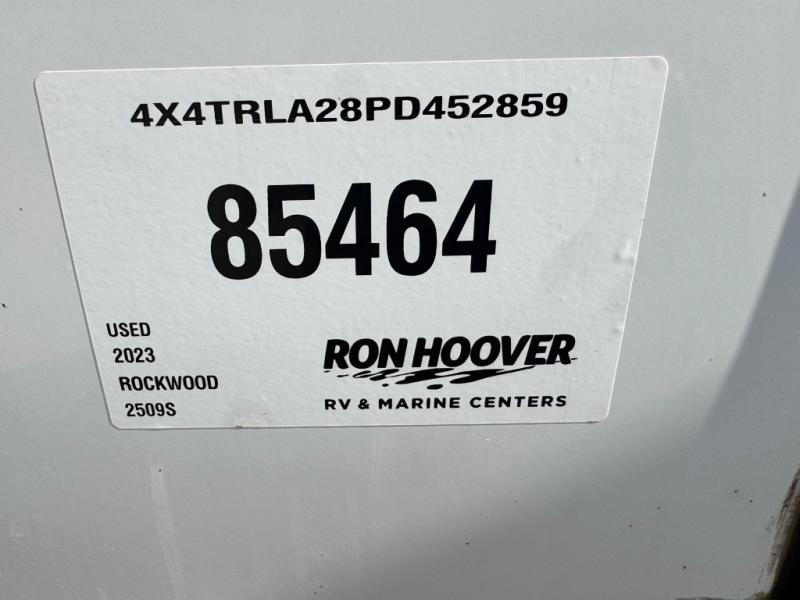 4X4TRLA28PD452859
85464
USED
2023
ROCKWOOD
2509S
RON HOOVER
RV & MARINE CENTERS